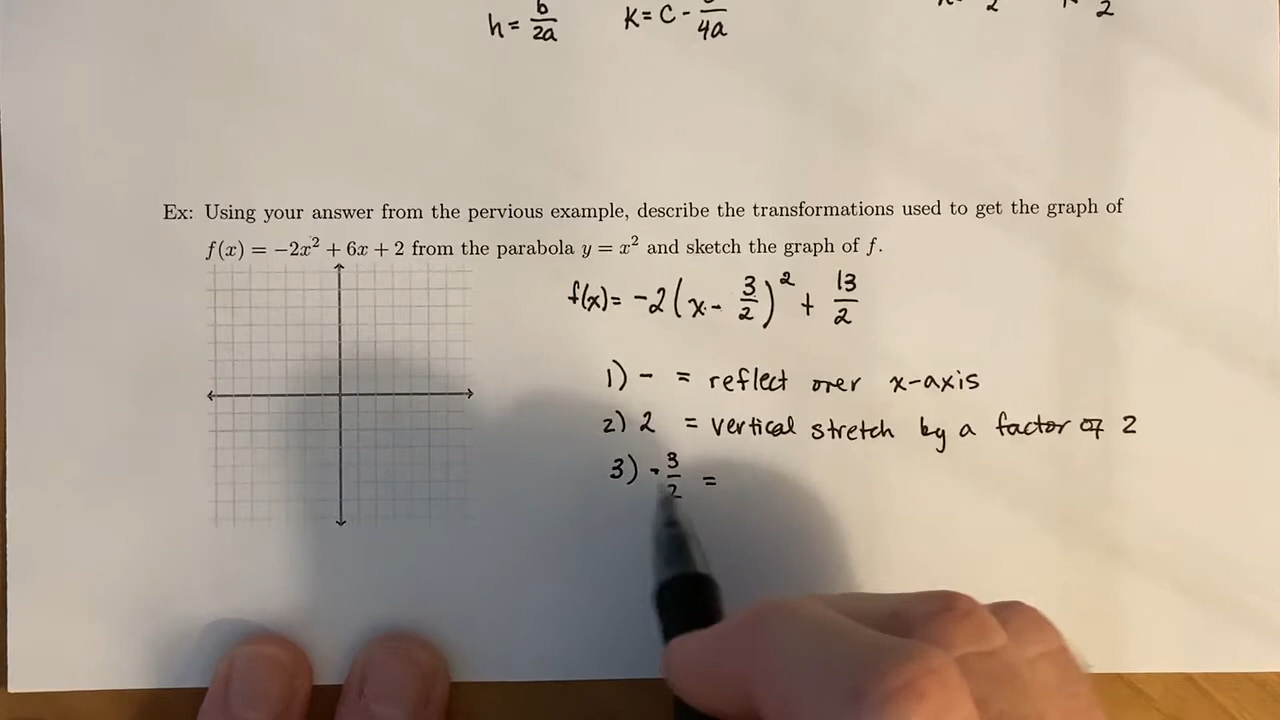 h = b/2a K = C - /4a 2 2
Ex: Using your answer from the pervious example, describe the transformations used to get the graph of
f(x) = −2x² + 6x + 2 from the parabola y = x² and sketch the graph of f.
f(x) = -2(x - 3/2)² + 13/2
1) - = reflect over x-axis
2) 2 = vertical stretch by a factor of 2
3) - 3/2 =